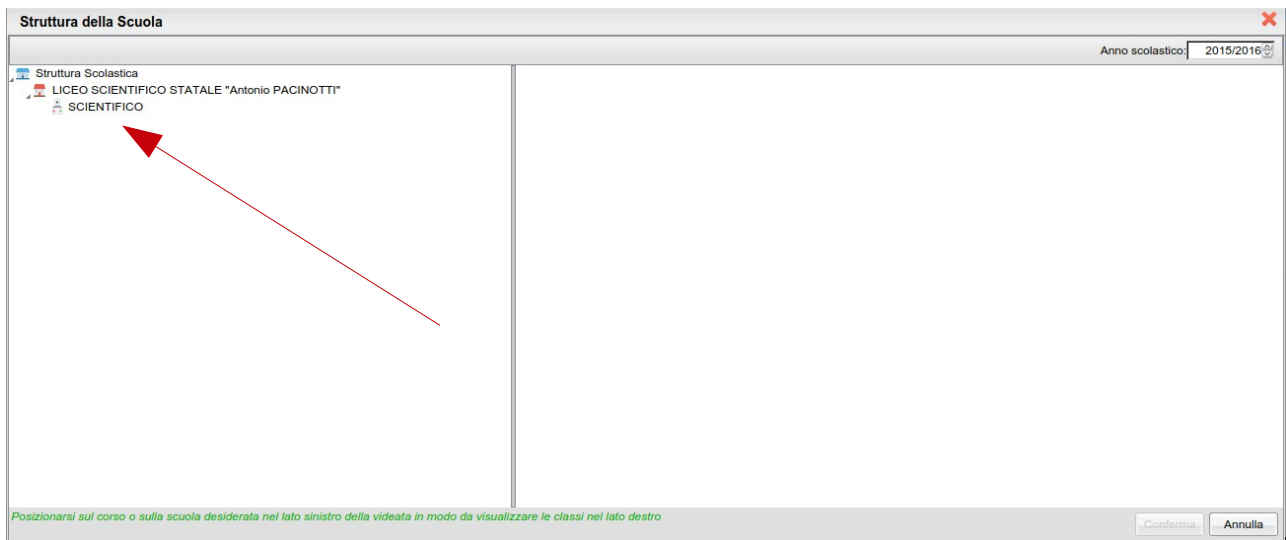 Struttura della Scuola
Anno scolastico: 2015/2016
Struttura Scolastica
LICEO SCIENTIFICO STATALE "Antonio PACINOTTI"
SCIENTIFICO
Posizionarsi sul corso o sulla scuola desiderata nel lato sinistro della videata in modo da visualizzare le classi nel lato destro
Conferma Annulla